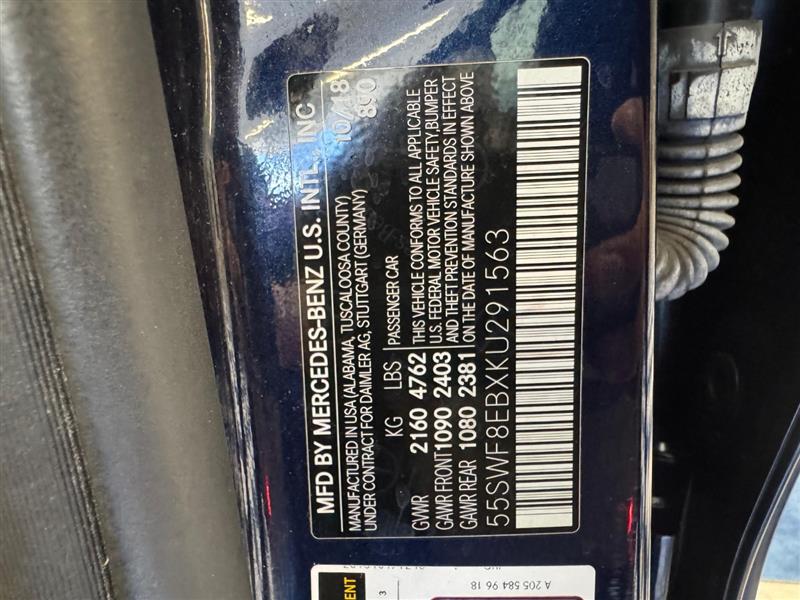 MFD BY MERCEDES-BENZ U.S. INTL., INC 10/18
MANUFACTURED IN USA (ALABAMA, TUSCALOOSA COUNTY) 890
UNDER CONTRACT FOR DAIMLER AG, STUTTGART (GERMANY)
KG LBS PASSENGER CAR
GVWR 2160 4762 THIS VEHICLE CONFORMS TO ALL APPLICABLE
U.S. FEDERAL MOTOR VEHICLE SAFETY, BUMPER
GAWR FRONT 1090 2403 AND THEFT PREVENTION STANDARDS IN EFFECT
GAWR REAR 1080 2381 ON THE DATE OF MANUFACTURE SHOWN ABOVE
55SWF8EBXKU291563
A 205 584 96 18